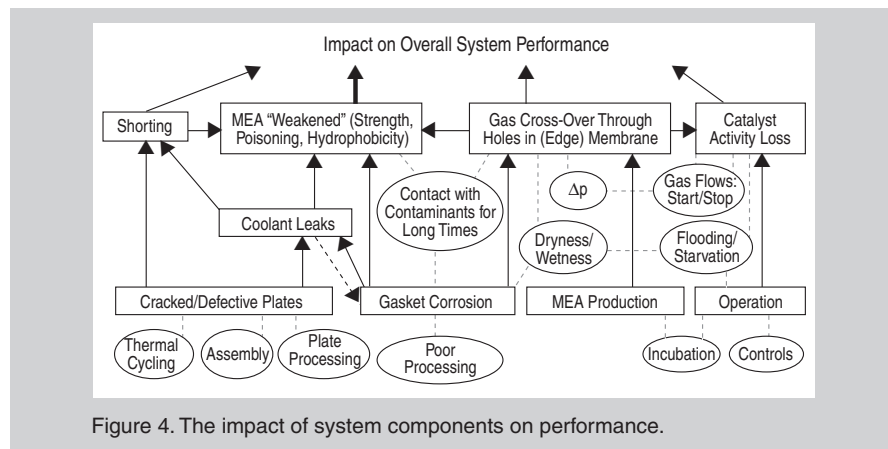 Impact on Overall System Performance
Shorting
MEA “Weakened” (Strength,
Poisoning, Hydrophobicity)
Gas Cross-Over Through
Holes in (Edge) Membrane
Catalyst
Activity Loss
Contact with
Contaminants for
Long Times
Δp
Gas Flows:
Start/Stop
Coolant Leaks
Dryness/
Wetness
Flooding/
Starvation
Cracked/Defective Plates
Gasket Corrosion
MEA Production
Operation
Thermal
Cycling
Assembly
Plate
Processing
Poor
Processing
Incubation
Controls
Figure 4. The impact of system components on performance.